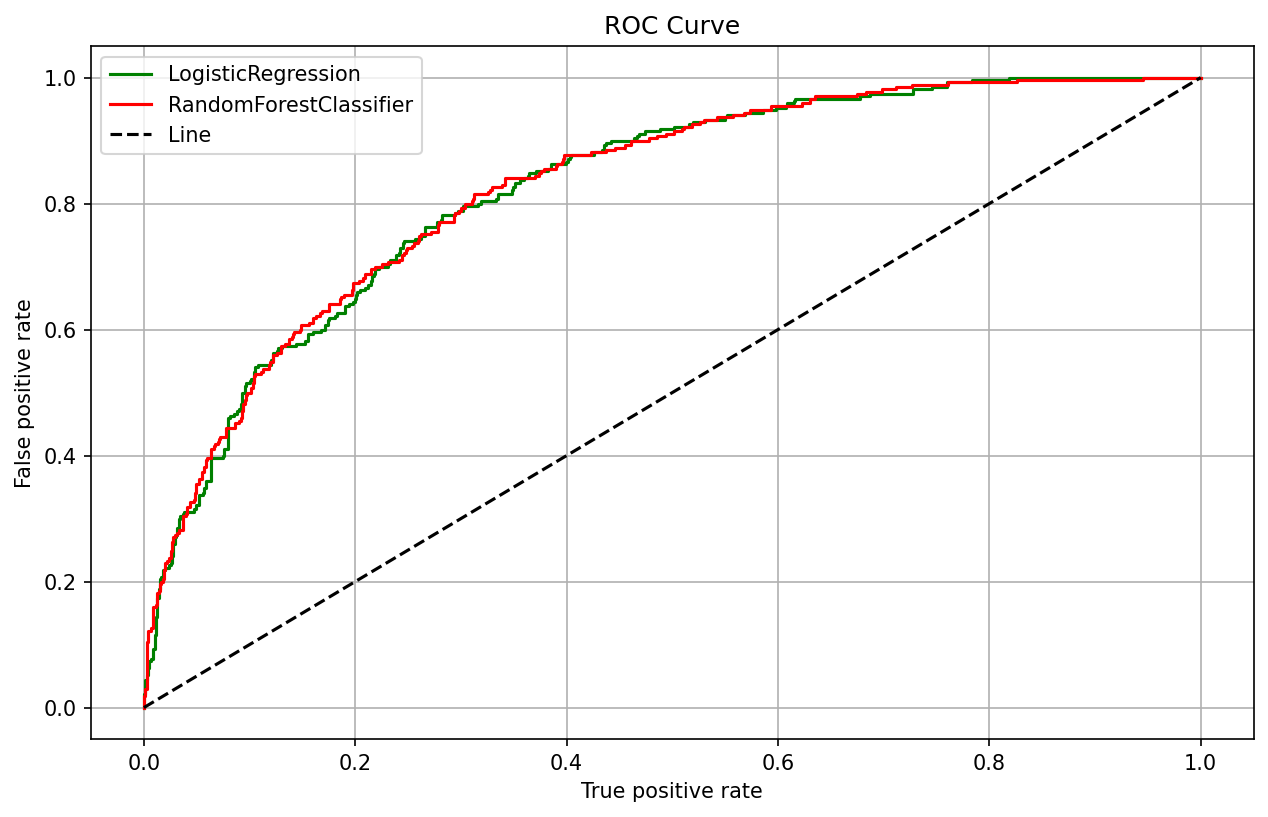 ROC Curve
LogisticRegression
RandomForestClassifier
Line
False positive rate
1.0
0.8
0.6
0.4
0.2
0.0
0.0 0.2 0.4 0.6 0.8 1.0
True positive rate